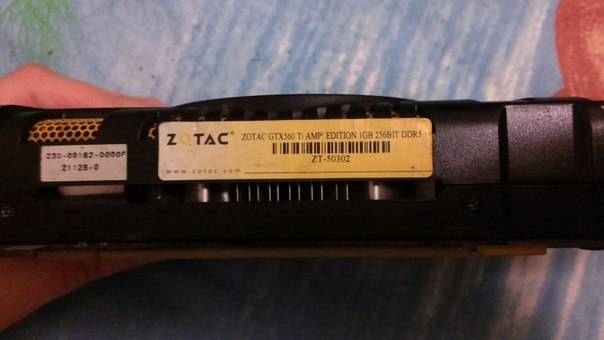 ZOTAC®
ZOTAC GTX560 Ti AMP! EDITION 1GB 256BIT DDR5
ZT-50302
www.zotac.com
230-00182-0000F
Z1128-0